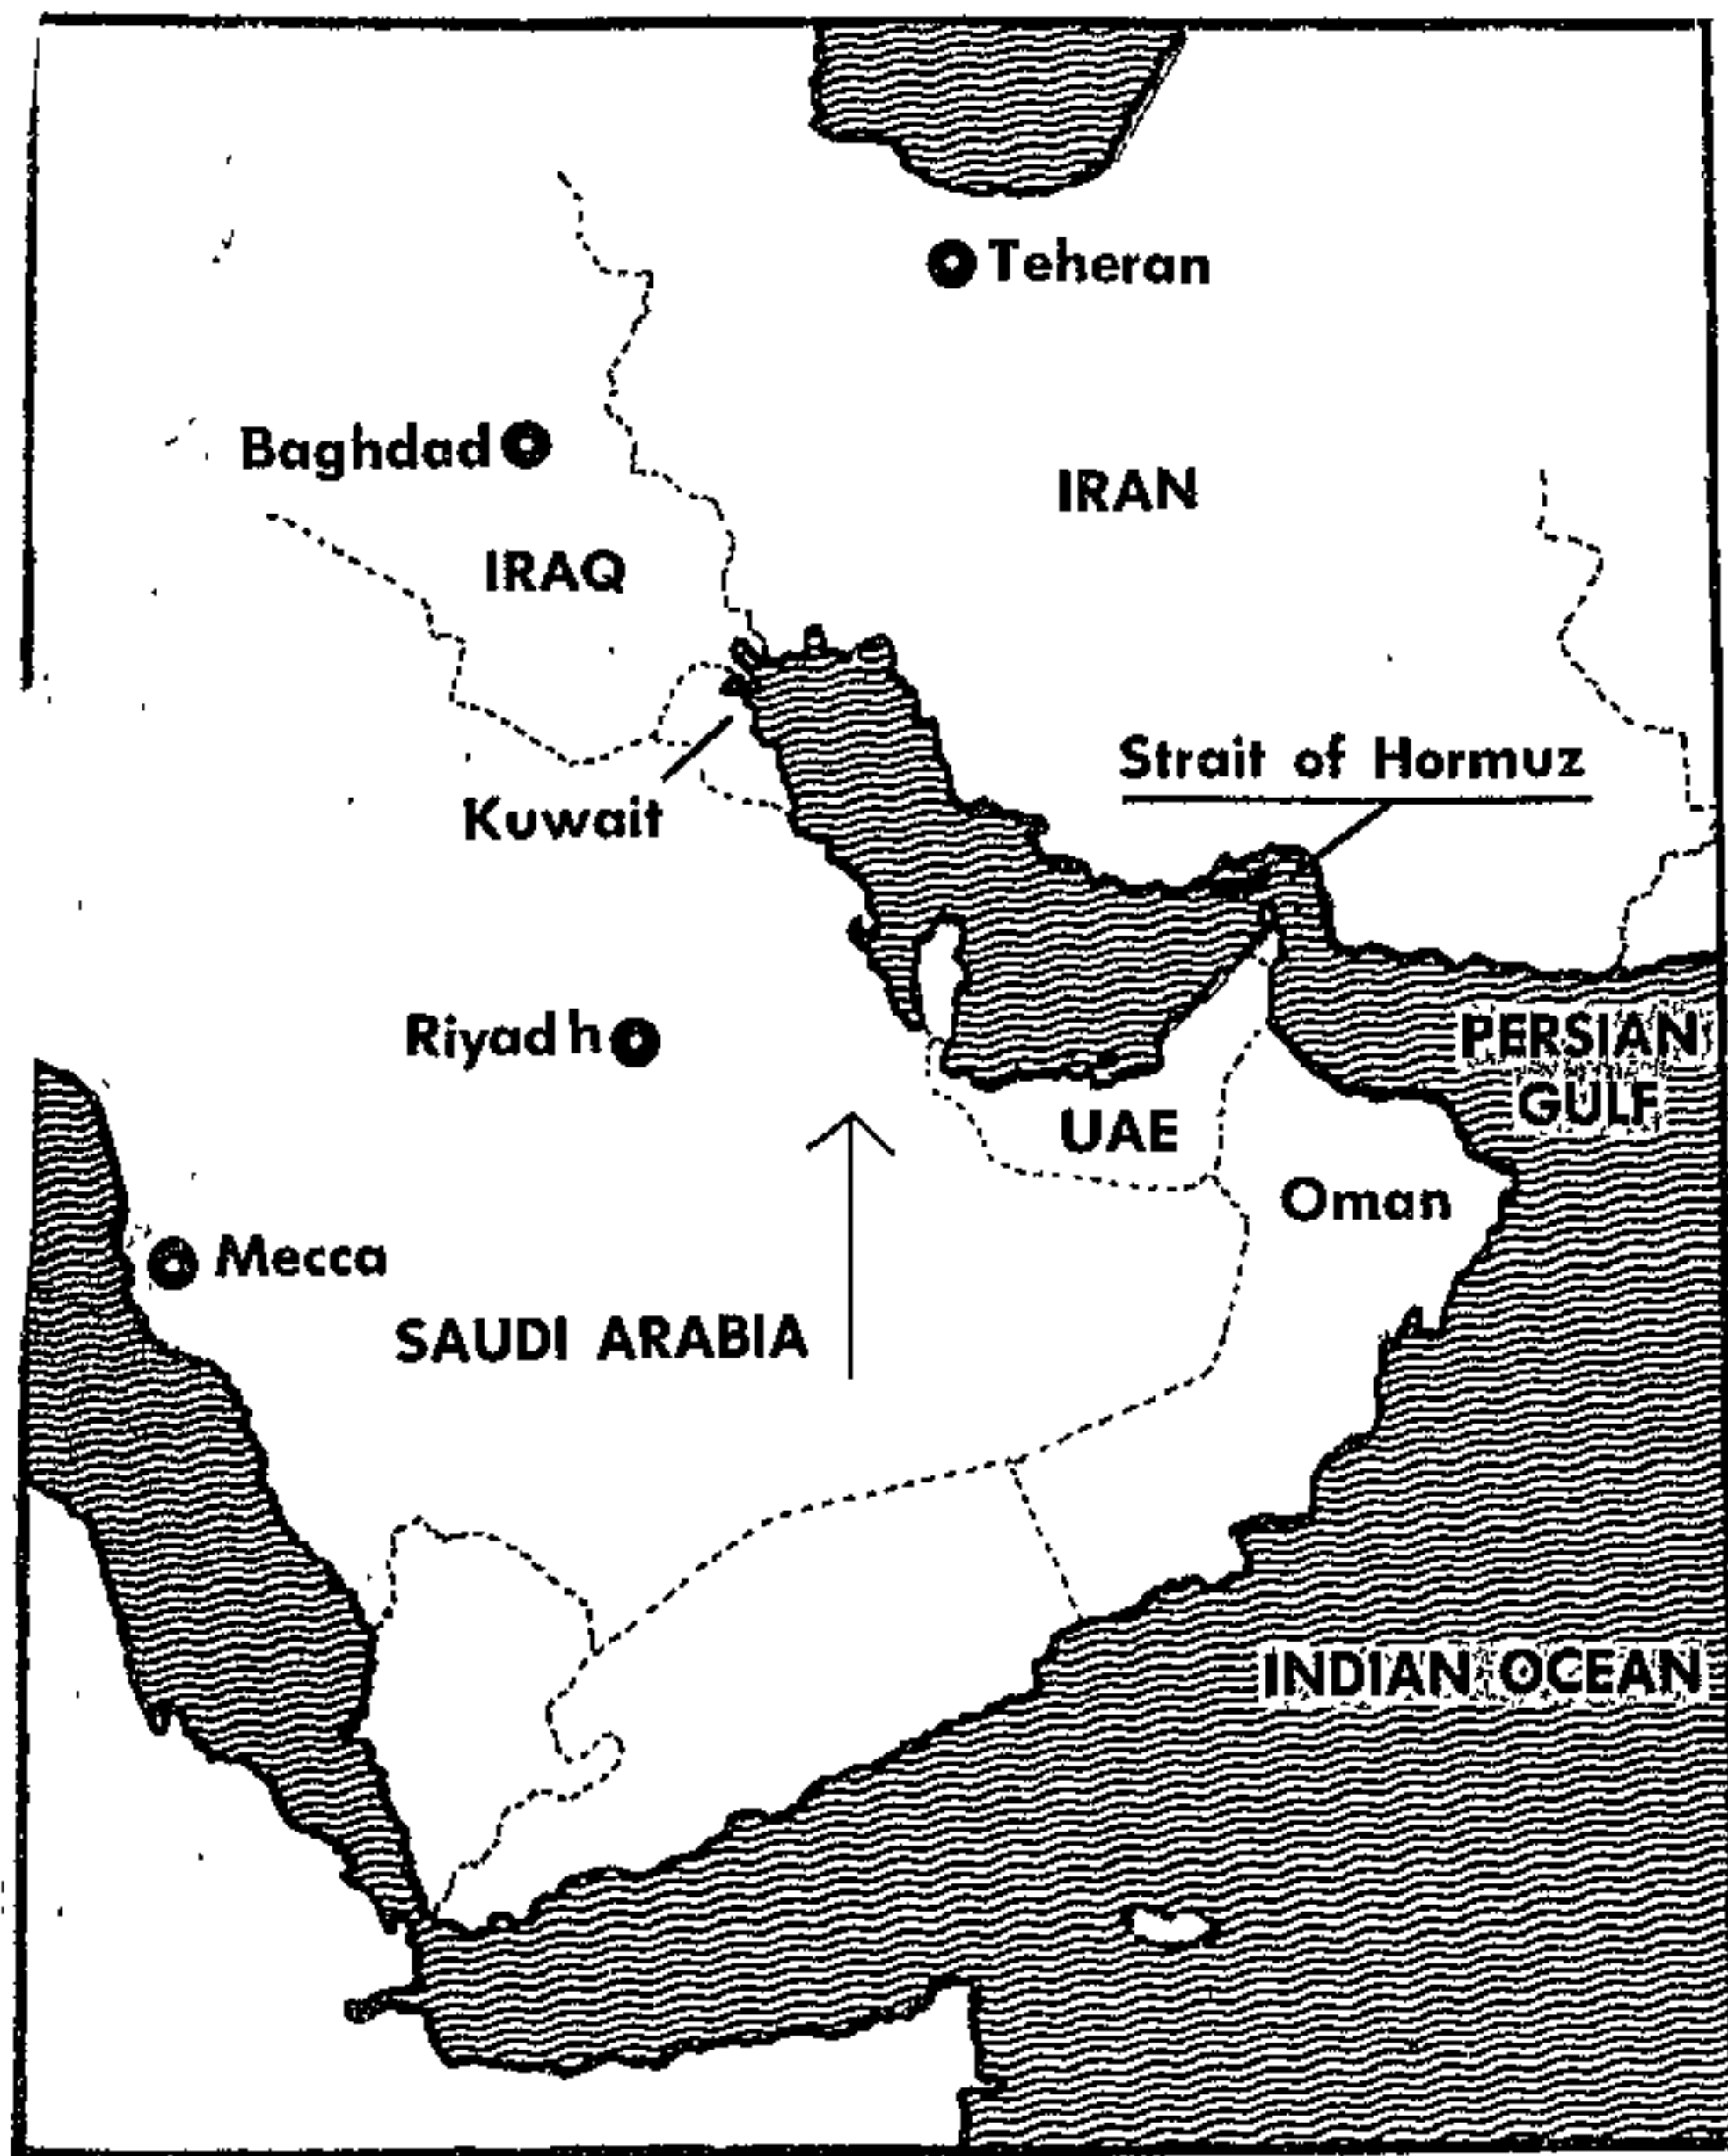 Teheran
Baghdad
IRAN
IRAQ
Strait of Hormuz
Kuwait
Riyadh
PERSIAN
GULF
UAE
Oman
Mecca
SAUDI ARABIA
INDIAN OCEAN